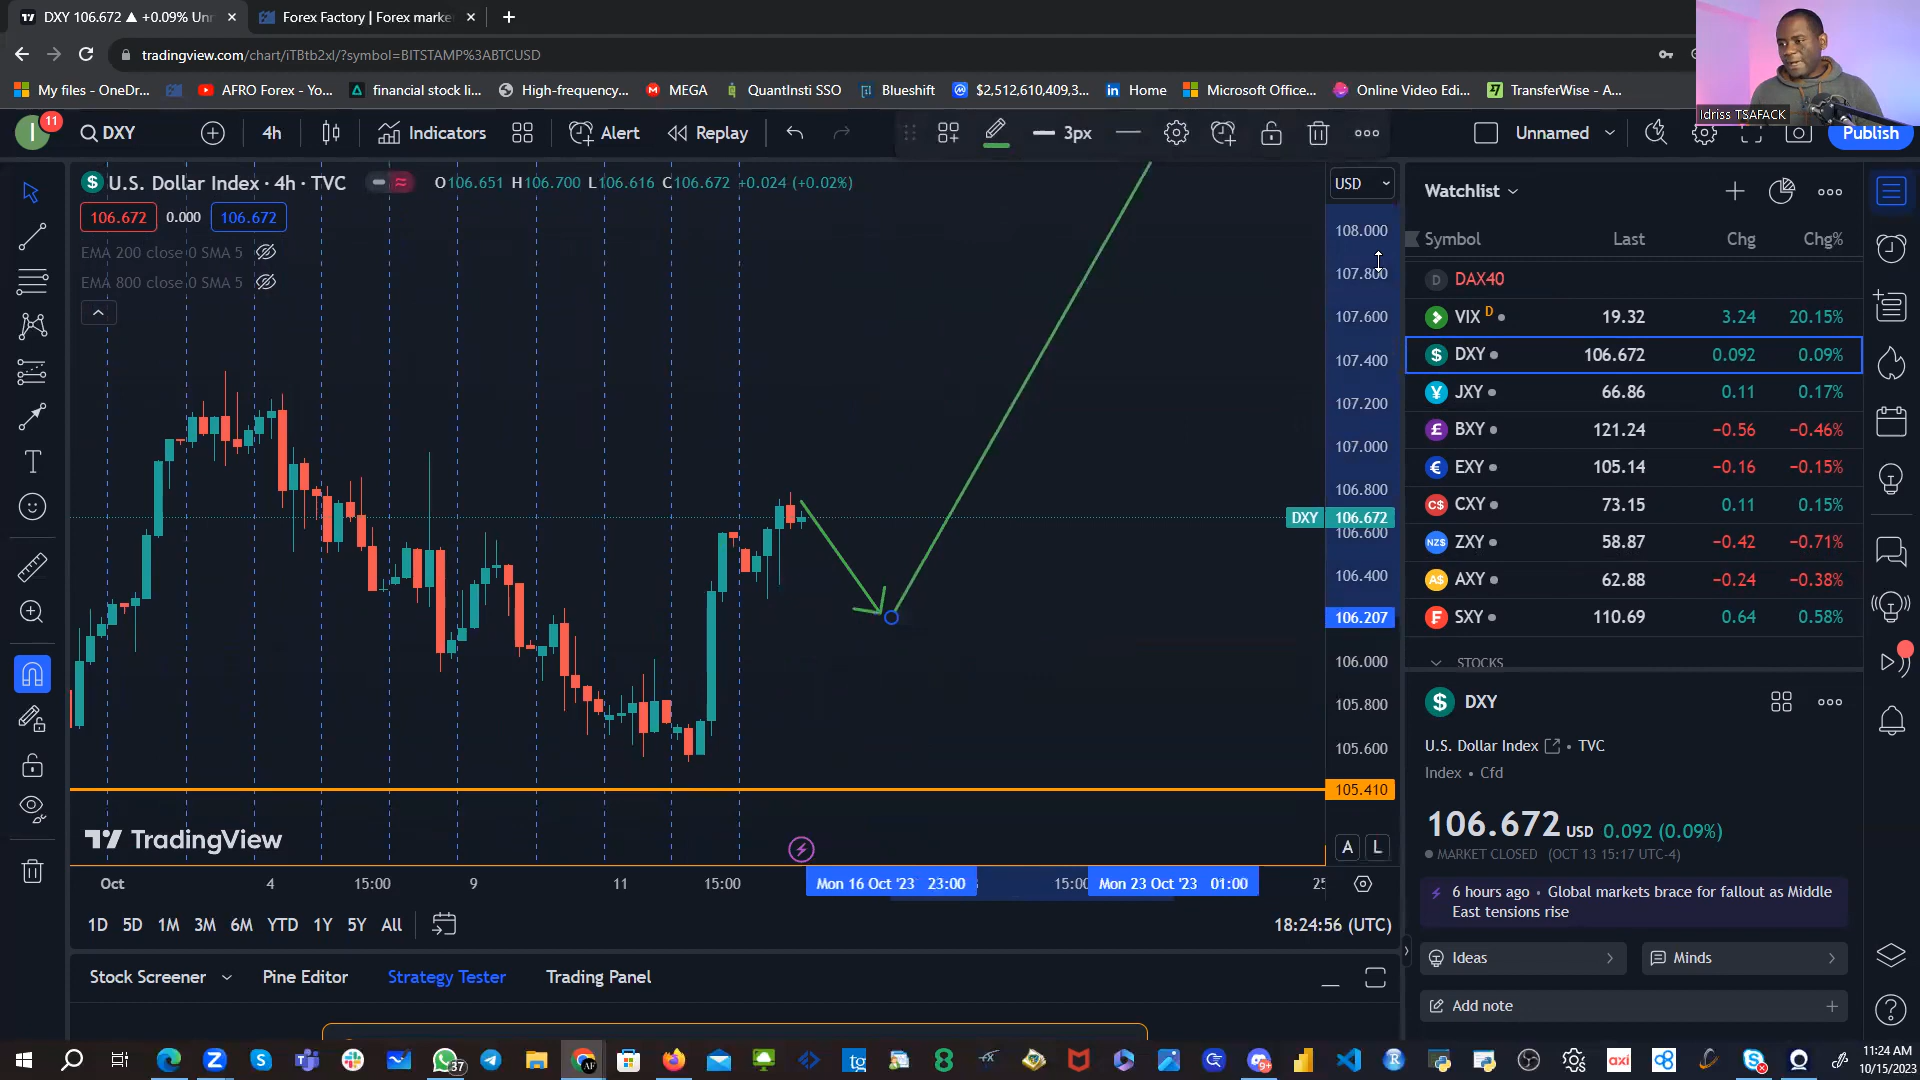 DXY 106.672 ▲ +0.09% Unn
Forex Factory | Forex marke
tradingview.com/chart/iTBtb2xl/?symbol=BITSTAMP%3ABTCUSD
My files - OneDr...
AFRO Forex - Yo...
financial stock li...
High-frequency...
MEGA
QuantInsti SSO
Blueshift
$2,512,610,409,3...
Home
Microsoft Office...
Online Video Edi...
TransferWise - A...
Idriss TSAFACK
I
11
DXY
4h
Indicators
Alert
Replay
3px
Unnamed
Publish
U.S. Dollar Index · 4h · TVC
O106.651 H106.700 L106.616 C106.672 +0.024 (+0.02%)
106.672 0.000 106.672
EMA 200 close 0 SMA 5
EMA 800 close 0 SMA 5
USD
108.000
107.800
107.600
107.400
107.200
107.000
106.800
DXY 106.672
106.600
106.400
106.207
106.000
105.800
105.600
105.410
TradingView
A L
Oct 4 15:00 9 11 15:00 Mon 16 Oct '23 23:00 15:00 Mon 23 Oct '23 01:00 25
1D 5D 1M 3M 6M YTD 1Y 5Y All
18:24:56 (UTC)
Stock Screener
Pine Editor
Strategy Tester
Trading Panel
Watchlist
Symbol Last Chg Chg%
D DAX40
VIX D 19.32 3.24 20.15%
$ DXY 106.672 0.092 0.09%
¥ JXY 66.86 0.11 0.17%
£ BXY 121.24 −0.56 −0.46%
€ EXY 105.14 −0.16 −0.15%
C$ CXY 73.15 0.11 0.15%
NZ$ ZXY 58.87 −0.42 −0.71%
A$ AXY 62.88 −0.24 −0.38%
SXY 110.69 0.64 0.58%
STOCKS
$ DXY
U.S. Dollar Index • TVC
Index • Cfd
106.672 USD 0.092 (0.09%)
MARKET CLOSED (OCT 13 15:17 UTC-4)
6 hours ago • Global markets brace for fallout as Middle
East tensions rise
Ideas
Minds
Add note
37
9+
11:24 AM
10/15/2023